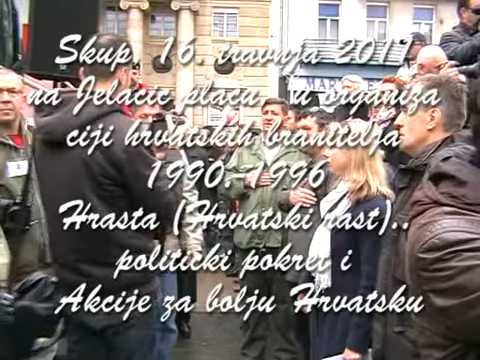 Skup 16. travnja 2011
na Jelacic placu- u organiza
ciji hrvatskih branitelja
1990. 1996
Hrasta (Hrvatski rast)..
politicki pokret i
Akcije za bolju Hrvatsku